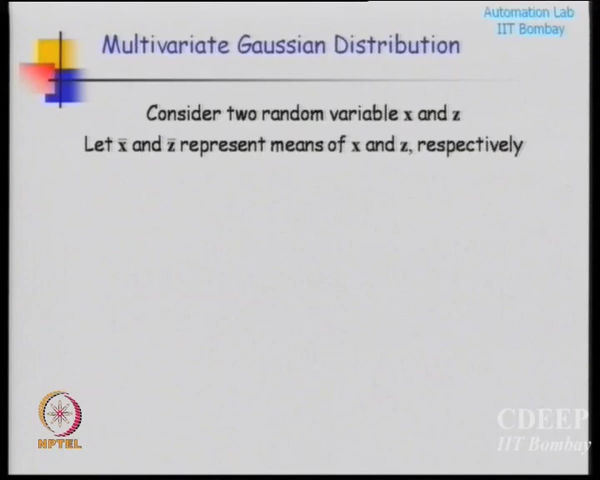 Automation Lab
IIT Bombay
Multivariate Gaussian Distribution
Consider two random variable x and z
Let x̄ and z̄ represent means of x and z, respectively
NPTEL
CDEEP
IIT Bombay